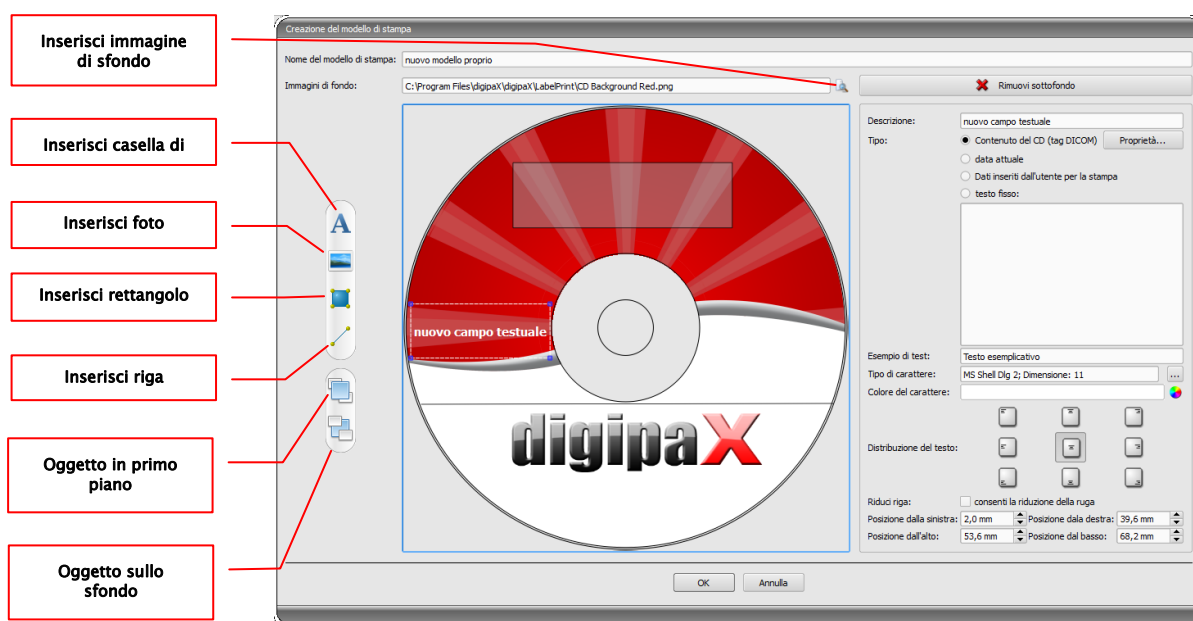 Inserisci immagine
di sfondo
Inserisci casella di
Inserisci foto
Inserisci rettangolo
Inserisci riga
Oggetto in primo
piano
Oggetto sullo
sfondo
Creazione del modello di stampa
Nome del modello di stampa: nuovo modello proprio
Immagini di fondo: C:\Program Files\digipaX\digipaX\LabelPrint\CD Background Red.png
Rimuovi sottofondo
A
nuovo campo testuale
digipaX
Descrizione: nuovo campo testuale
Tipo: Contenuto del CD (tag DICOM) Proprietà...
data attuale
Dati inseriti dall'utente per la stampa
testo fisso:
Esempio di test: Testo esemplicativo
Tipo di carattere: MS Shell Dlg 2; Dimensione: 11 ...
Colore del carattere:
Distribuzione del testo:
Riduci riga: consenti la riduzione della ruga
Posizione dalla sinistra: 2,0 mm Posizione dala destra: 39,6 mm
Posizione dall'alto: 53,6 mm Posizione dal basso: 68,2 mm
OK Annulla